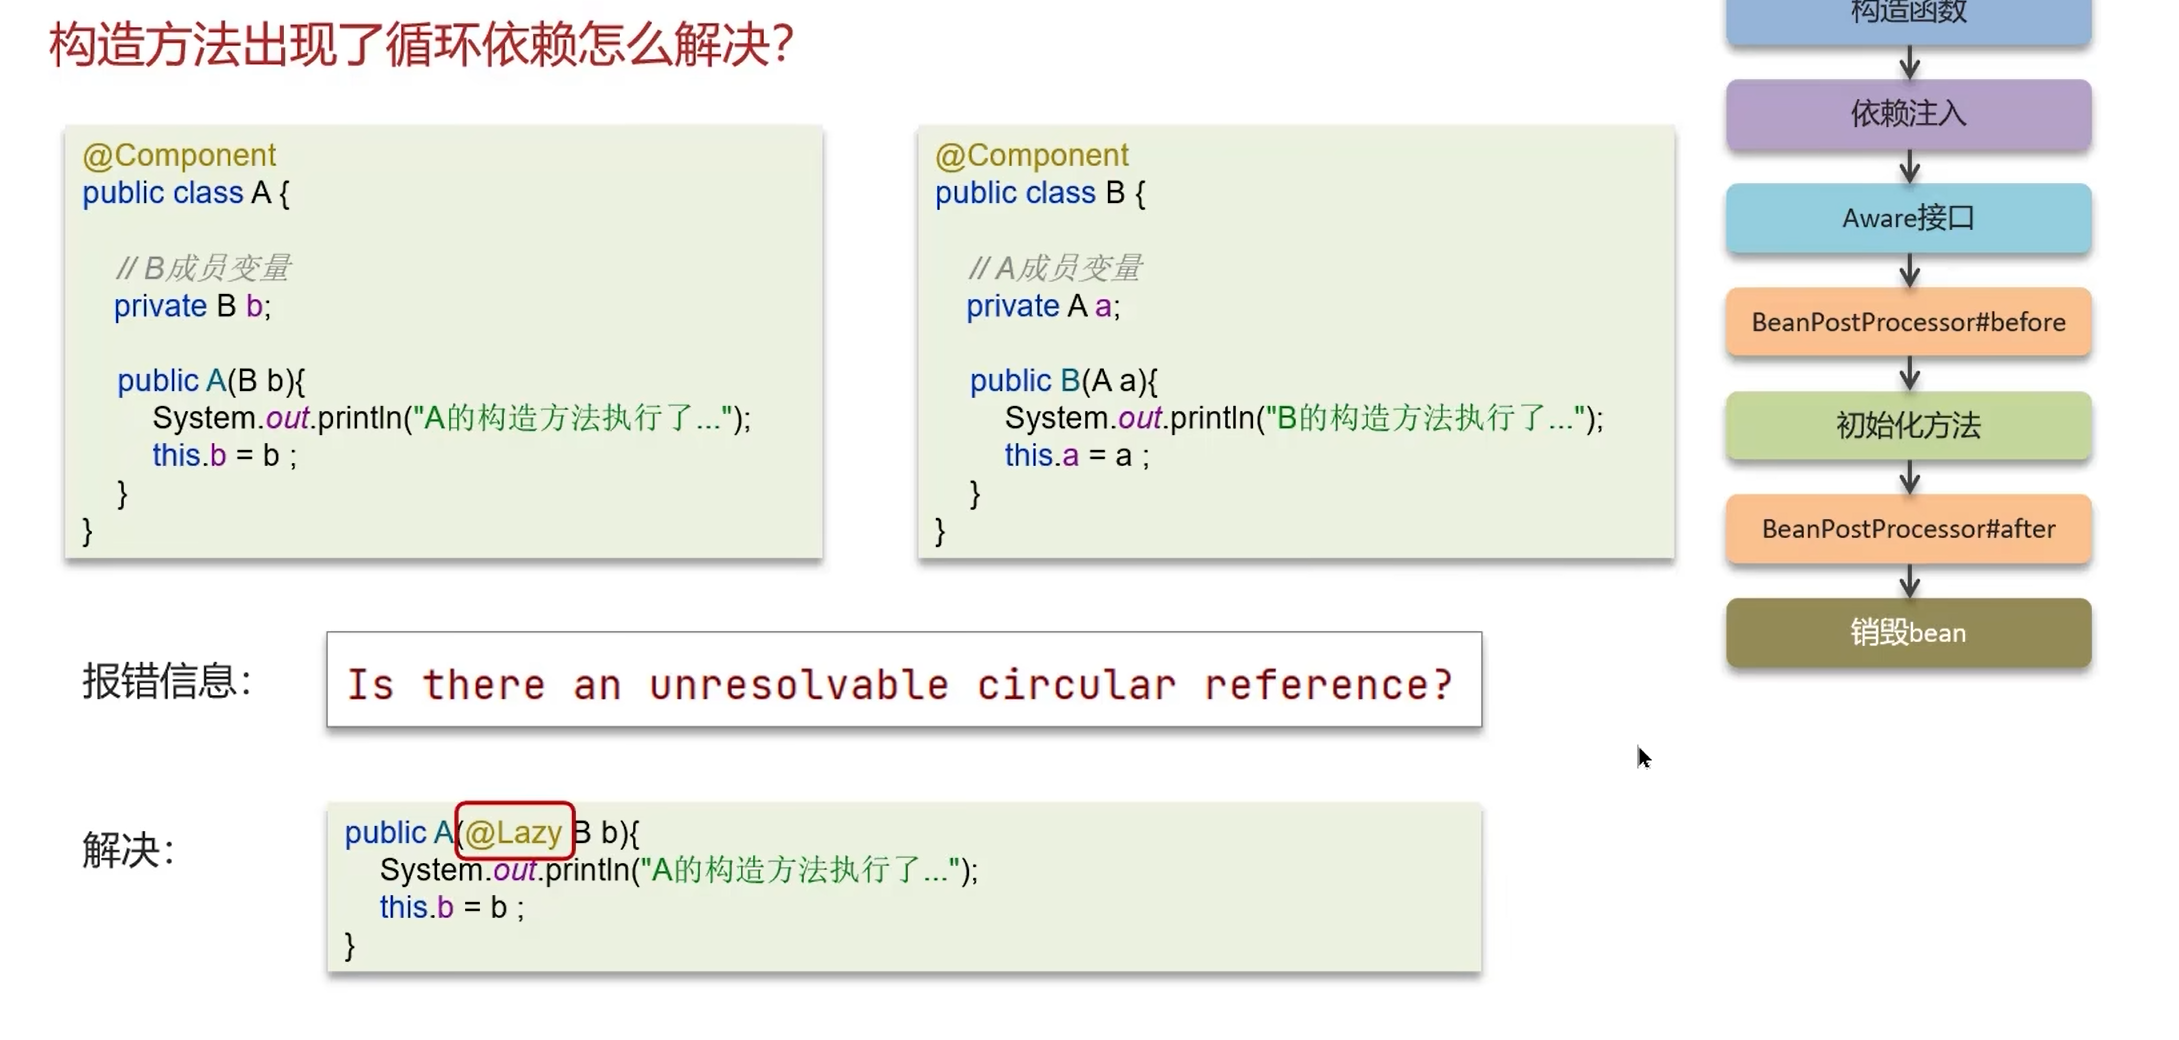 构造方法出现了循环依赖怎么解决?
@Component
public class A {
// B成员变量
private B b;
public A(B b){
System.out.println("A的构造方法执行了...");
this.b = b ;
}
}
@Component
public class B {
// A成员变量
private A a;
public B(A a){
System.out.println("B的构造方法执行了...");
this.a = a ;
}
}
报错信息：
Is there an unresolvable circular reference?
解决：
public A(@Lazy B b){
System.out.println("A的构造方法执行了...");
this.b = b ;
}
构造函数
依赖注入
Aware接口
BeanPostProcessor#before
初始化方法
BeanPostProcessor#after
销毁bean